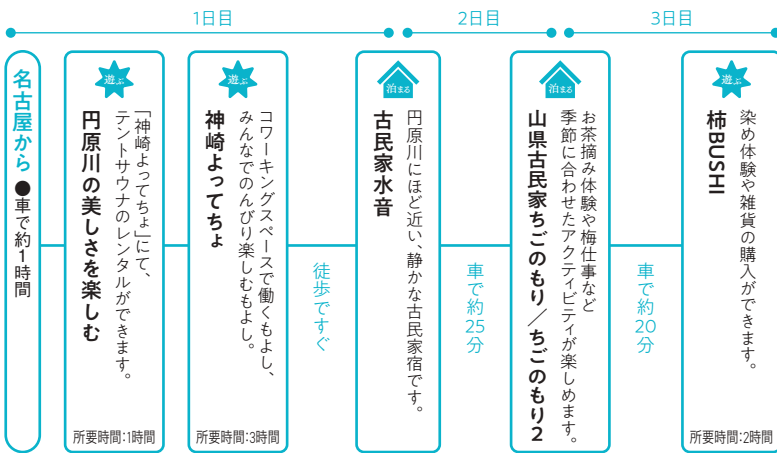 1日目
2日目
3日目
名古屋から●車で約1時間
遊ぶ
円原川の美しさを楽しむ
「神崎よってちょ」にて、
テントサウナのレンタルができます。
所要時間:1時間
遊ぶ
神崎よってちょ
コワーキングスペースで働くもよし、
みんなでのんびり楽しむもよし。
所要時間:3時間
徒歩ですぐ
泊まる
古民家水音
円原川にほど近い、静かな古民家宿です。
車で約25分
泊まる
山県古民家ちごのもり/ちごのもり2
お茶摘み体験や梅仕事など
季節に合わせたアクティビティが楽しめます。
車で約20分
遊ぶ
柿BUSHI
染め体験や雑貨の購入ができます。
所要時間:2時間